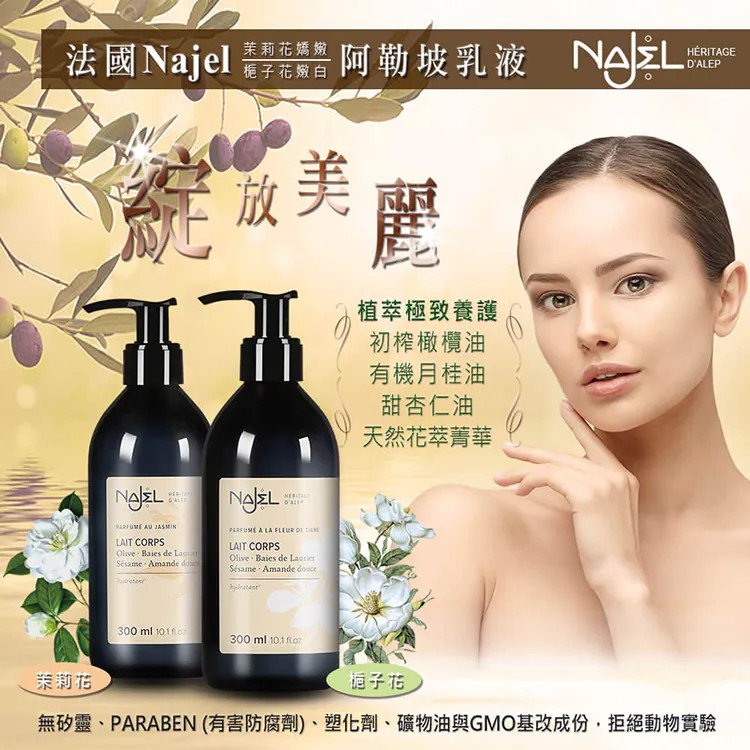 法國Najel 茉莉花嬌嫩 阿勒坡乳液
梔子花嫩白
NAJEL HÉRITAGE D'ALEP
綻放美麗
植萃極致養護
初榨橄欖油
有機月桂油
甜杏仁油
天然花萃菁華
NAJEL HÉRITAGE D'ALEP
PARFUMÉ AU JASMIN
LAIT CORPS
Olive · Baies de Laurier
Sésame · Amande douce
hydratant
300 ml 10.1 fl.oz
NAJEL HÉRITAGE D'ALEP
PARFUMÉ À LA FLEUR DE TIARÉ
LAIT CORPS
Olive · Baies de Laurier
Sésame · Amande douce
hydratant
300 ml 10.1 fl.oz
茉莉花
梔子花
無矽靈、PARABEN (有害防腐劑)、塑化劑、礦物油與GMO基改成份，拒絕動物實驗